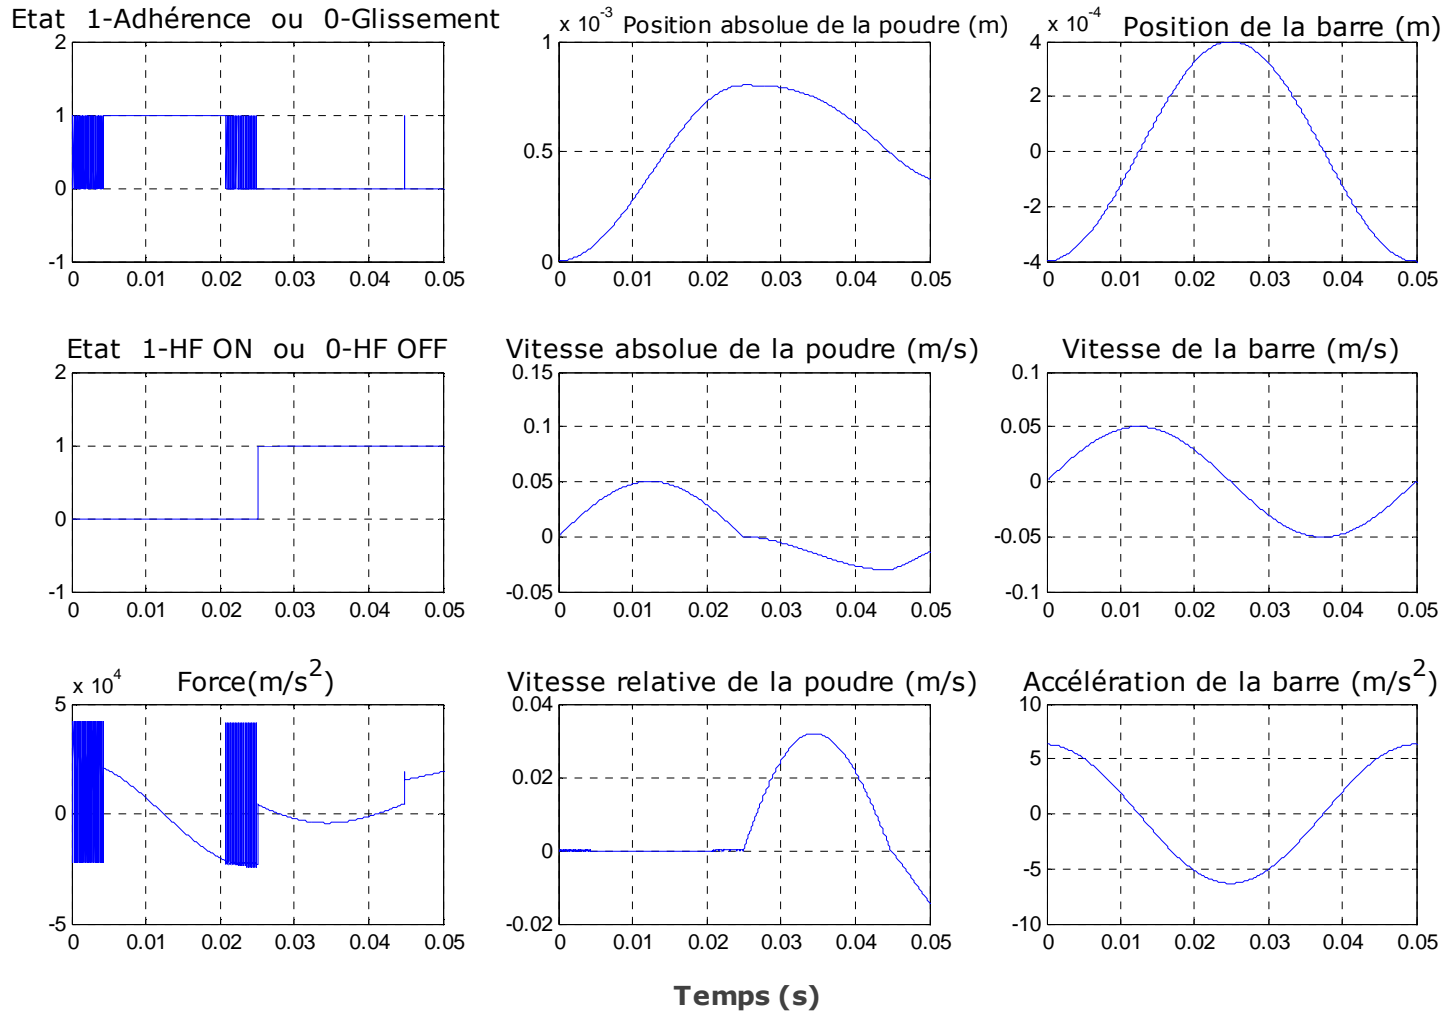 Etat 1-Adhérence ou 0-Glissement
2
1
0
-1
0 0.01 0.02 0.03 0.04 0.05
x 10-3 Position absolue de la poudre (m)
1
0.5
0
0 0.01 0.02 0.03 0.04 0.05
x 10-4 Position de la barre (m)
4
2
0
-2
-4
0 0.01 0.02 0.03 0.04 0.05
Etat 1-HF ON ou 0-HF OFF
2
1
0
-1
0 0.01 0.02 0.03 0.04 0.05
Vitesse absolue de la poudre (m/s)
0.15
0.1
0.05
0
-0.05
0 0.01 0.02 0.03 0.04 0.05
Vitesse de la barre (m/s)
0.1
0.05
0
-0.05
-0.1
0 0.01 0.02 0.03 0.04 0.05
x 10^4 Force(m/s^2)
5
0
-5
0 0.01 0.02 0.03 0.04 0.05
Vitesse relative de la poudre (m/s)
0.04
0.02
0
-0.02
0 0.01 0.02 0.03 0.04 0.05
Accélération de la barre (m/s^2)
10
5
0
-5
-10
0 0.01 0.02 0.03 0.04 0.05
Temps (s)